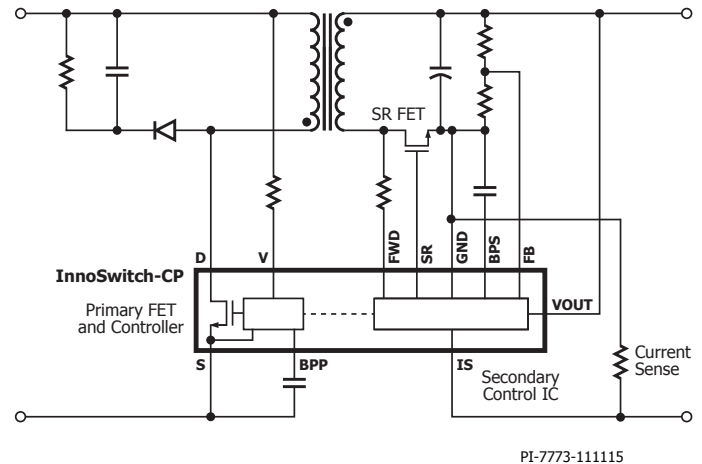 SR FET
D
V
FWD
SR
GND
BPS
FB
InnoSwitch-CP
VOUT
Primary FET
and Controller
S
BPP
IS
Secondary
Control IC
Current
Sense
PI-7773-111115